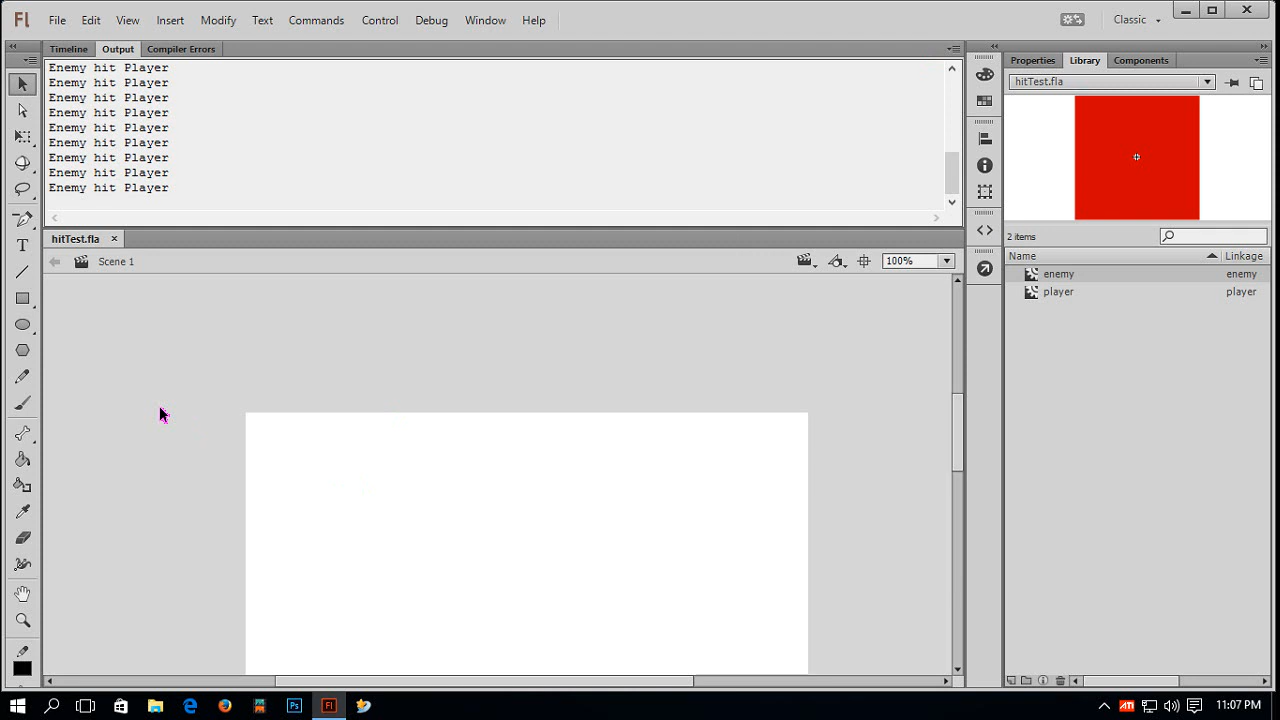 Fl File Edit View Insert Modify Text Commands Control Debug Window Help Classic
Timeline Output Compiler Errors
Enemy hit Player
Enemy hit Player
Enemy hit Player
Enemy hit Player
Enemy hit Player
Enemy hit Player
Enemy hit Player
Enemy hit Player
Enemy hit Player
hitTest.fla
Scene 1 100%
Properties Library Components
hitTest.fla
2 items
Name Linkage
enemy enemy
player player
Ps Fl ATI 11:07 PM